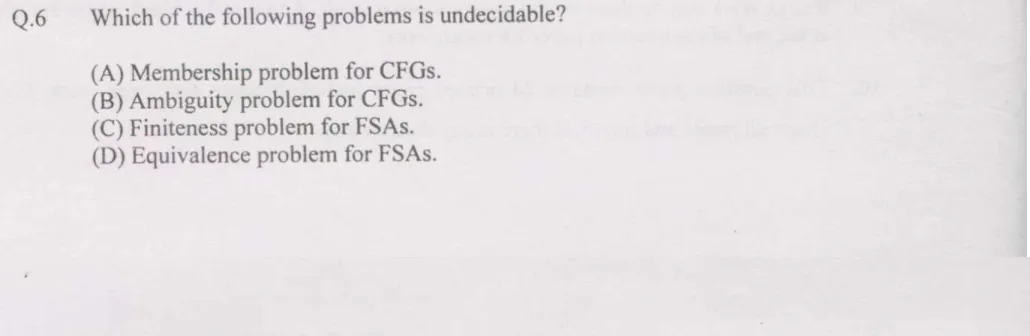 Q.6 Which of the following problems is undecidable?
(A) Membership problem for CFGs.
(B) Ambiguity problem for CFGs.
(C) Finiteness problem for FSAs.
(D) Equivalence problem for FSAs.